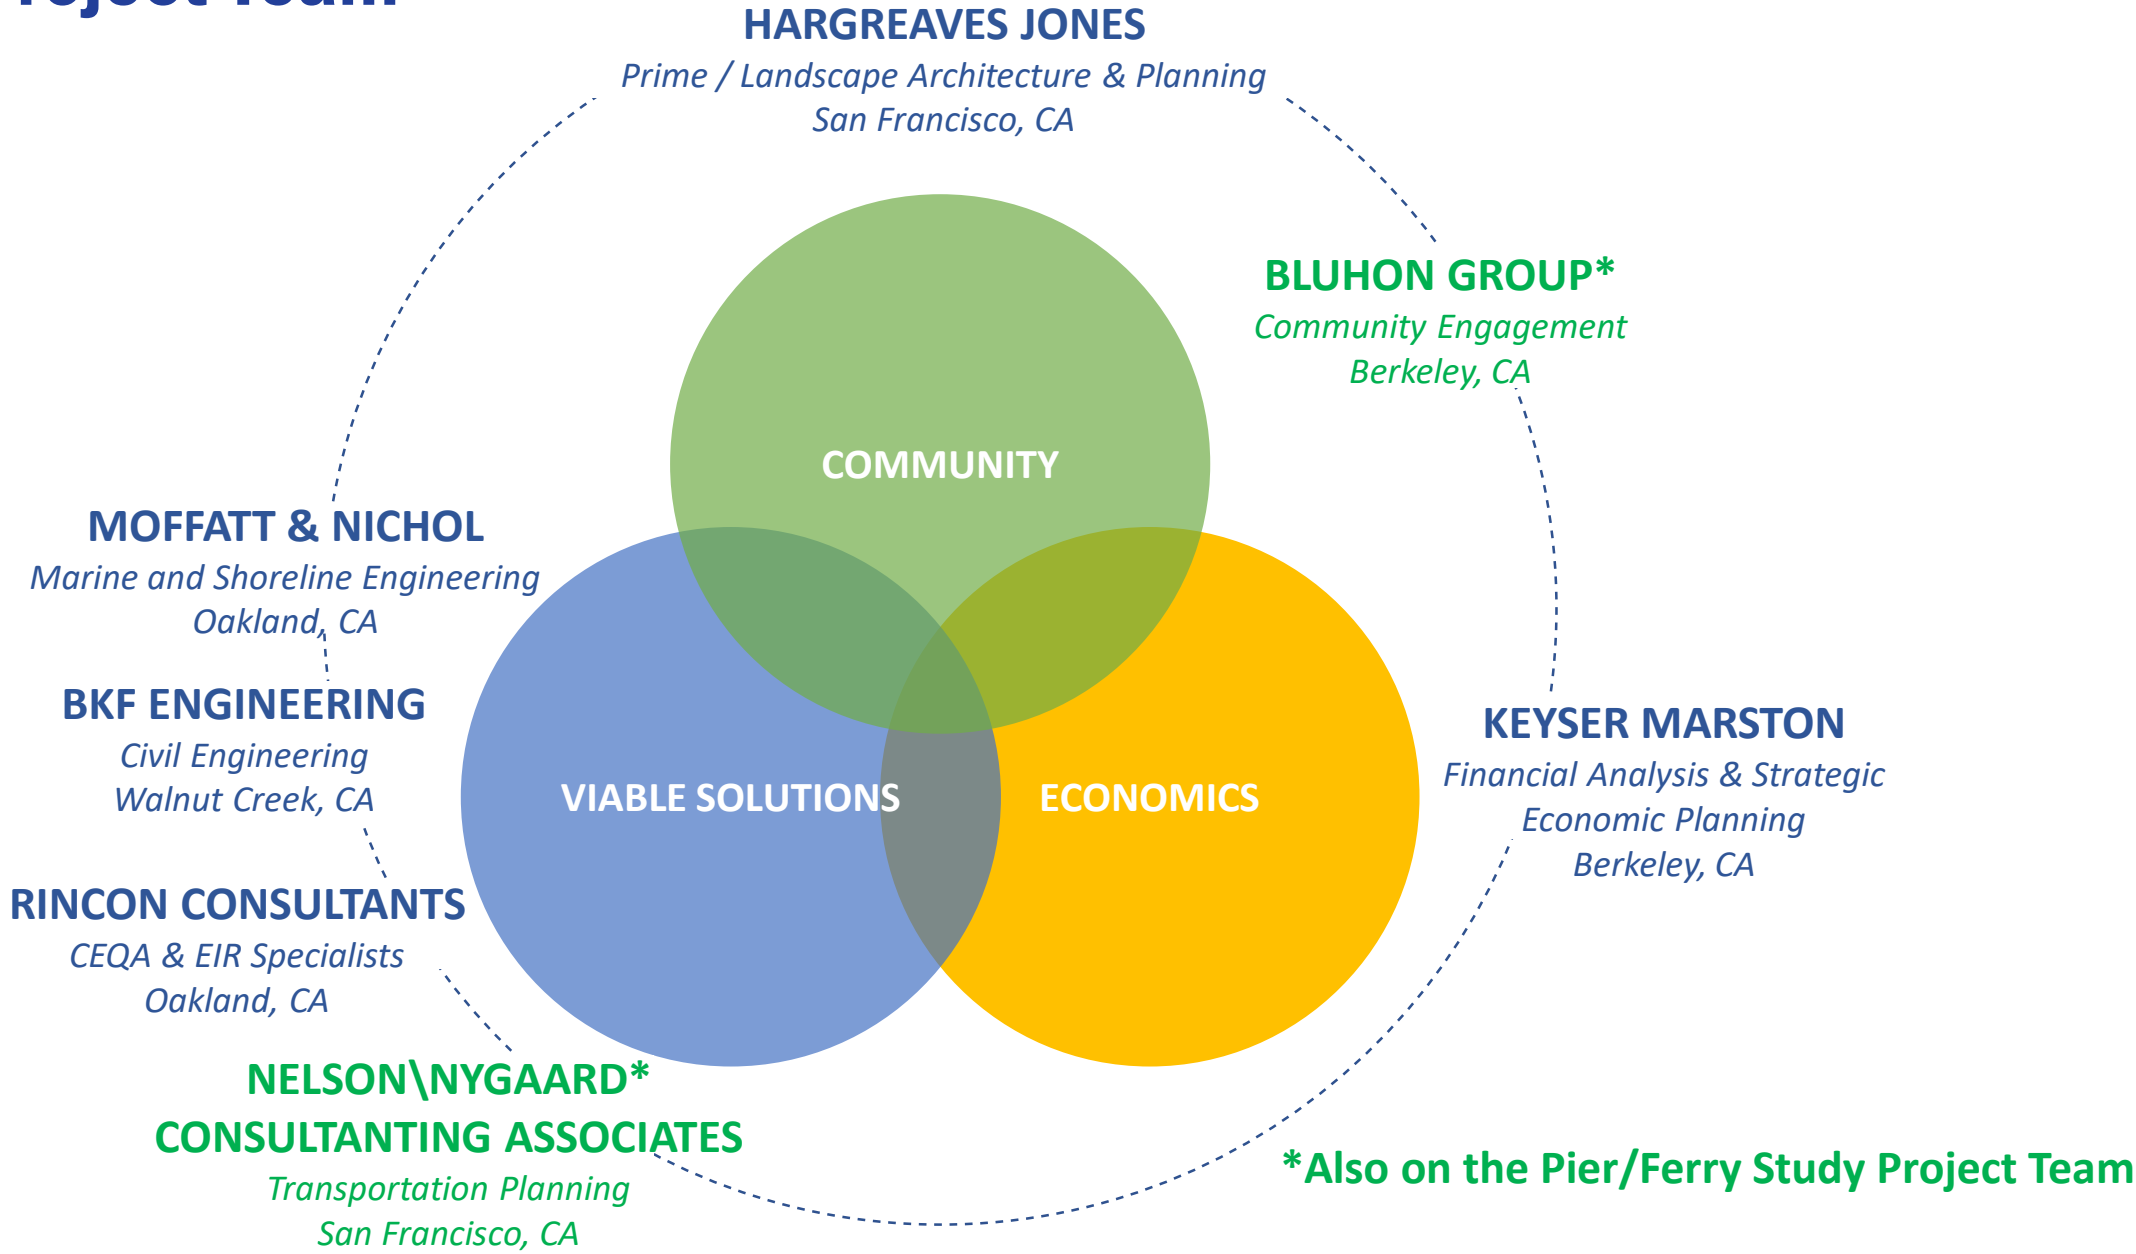 Project Team
HARGREAVES JONES
Prime / Landscape Architecture & Planning
San Francisco, CA
BLUHON GROUP*
Community Engagement
Berkeley, CA
COMMUNITY
MOFFATT & NICHOL
Marine and Shoreline Engineering
Oakland, CA
BKF ENGINEERING
Civil Engineering
Walnut Creek, CA
VIABLE SOLUTIONS
ECONOMICS
KEYSER MARSTON
Financial Analysis & Strategic
Economic Planning
Berkeley, CA
RINCON CONSULTANTS
CEQA & EIR Specialists
Oakland, CA
NELSON\NYGAARD*
CONSULTANTING ASSOCIATES
Transportation Planning
San Francisco, CA
*Also on the Pier/Ferry Study Project Team